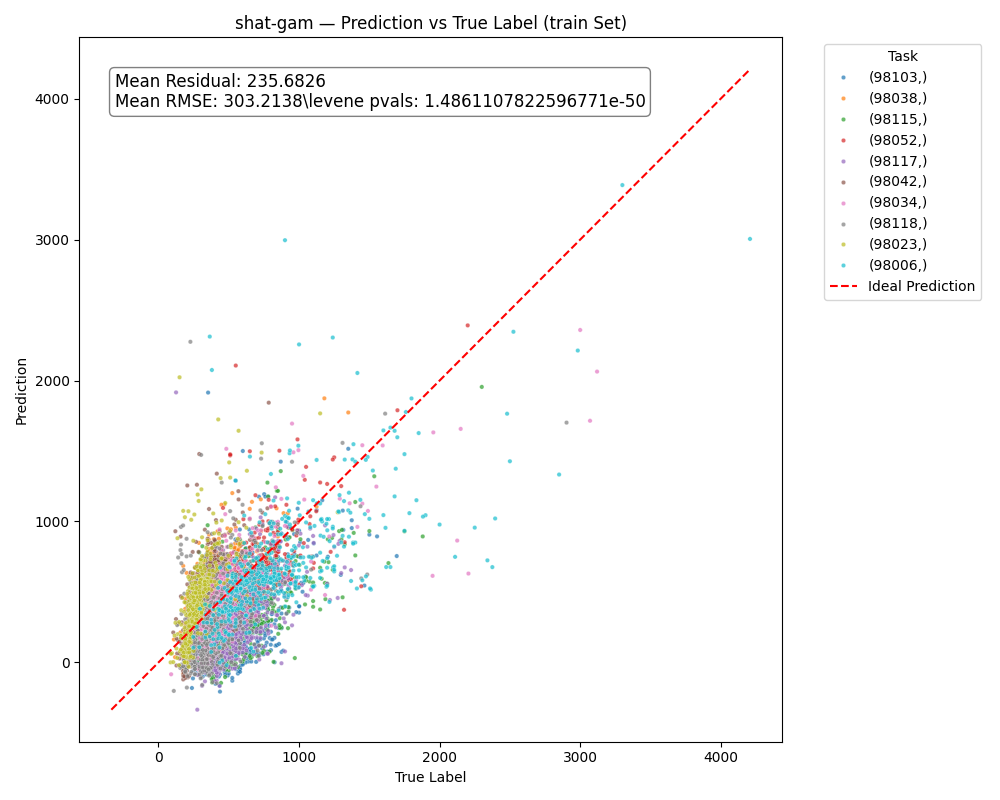 shat-gam — Prediction vs True Label (train Set)
Mean Residual: 235.6826
Mean RMSE: 303.2138\levene pvals: 1.4861107822596771e-50
Task
(98103,)
(98038,)
(98115,)
(98052,)
(98117,)
(98042,)
(98034,)
(98118,)
(98023,)
(98006,)
Ideal Prediction
Prediction
4000
3000
2000
1000
0
0 1000 2000 3000 4000
True Label